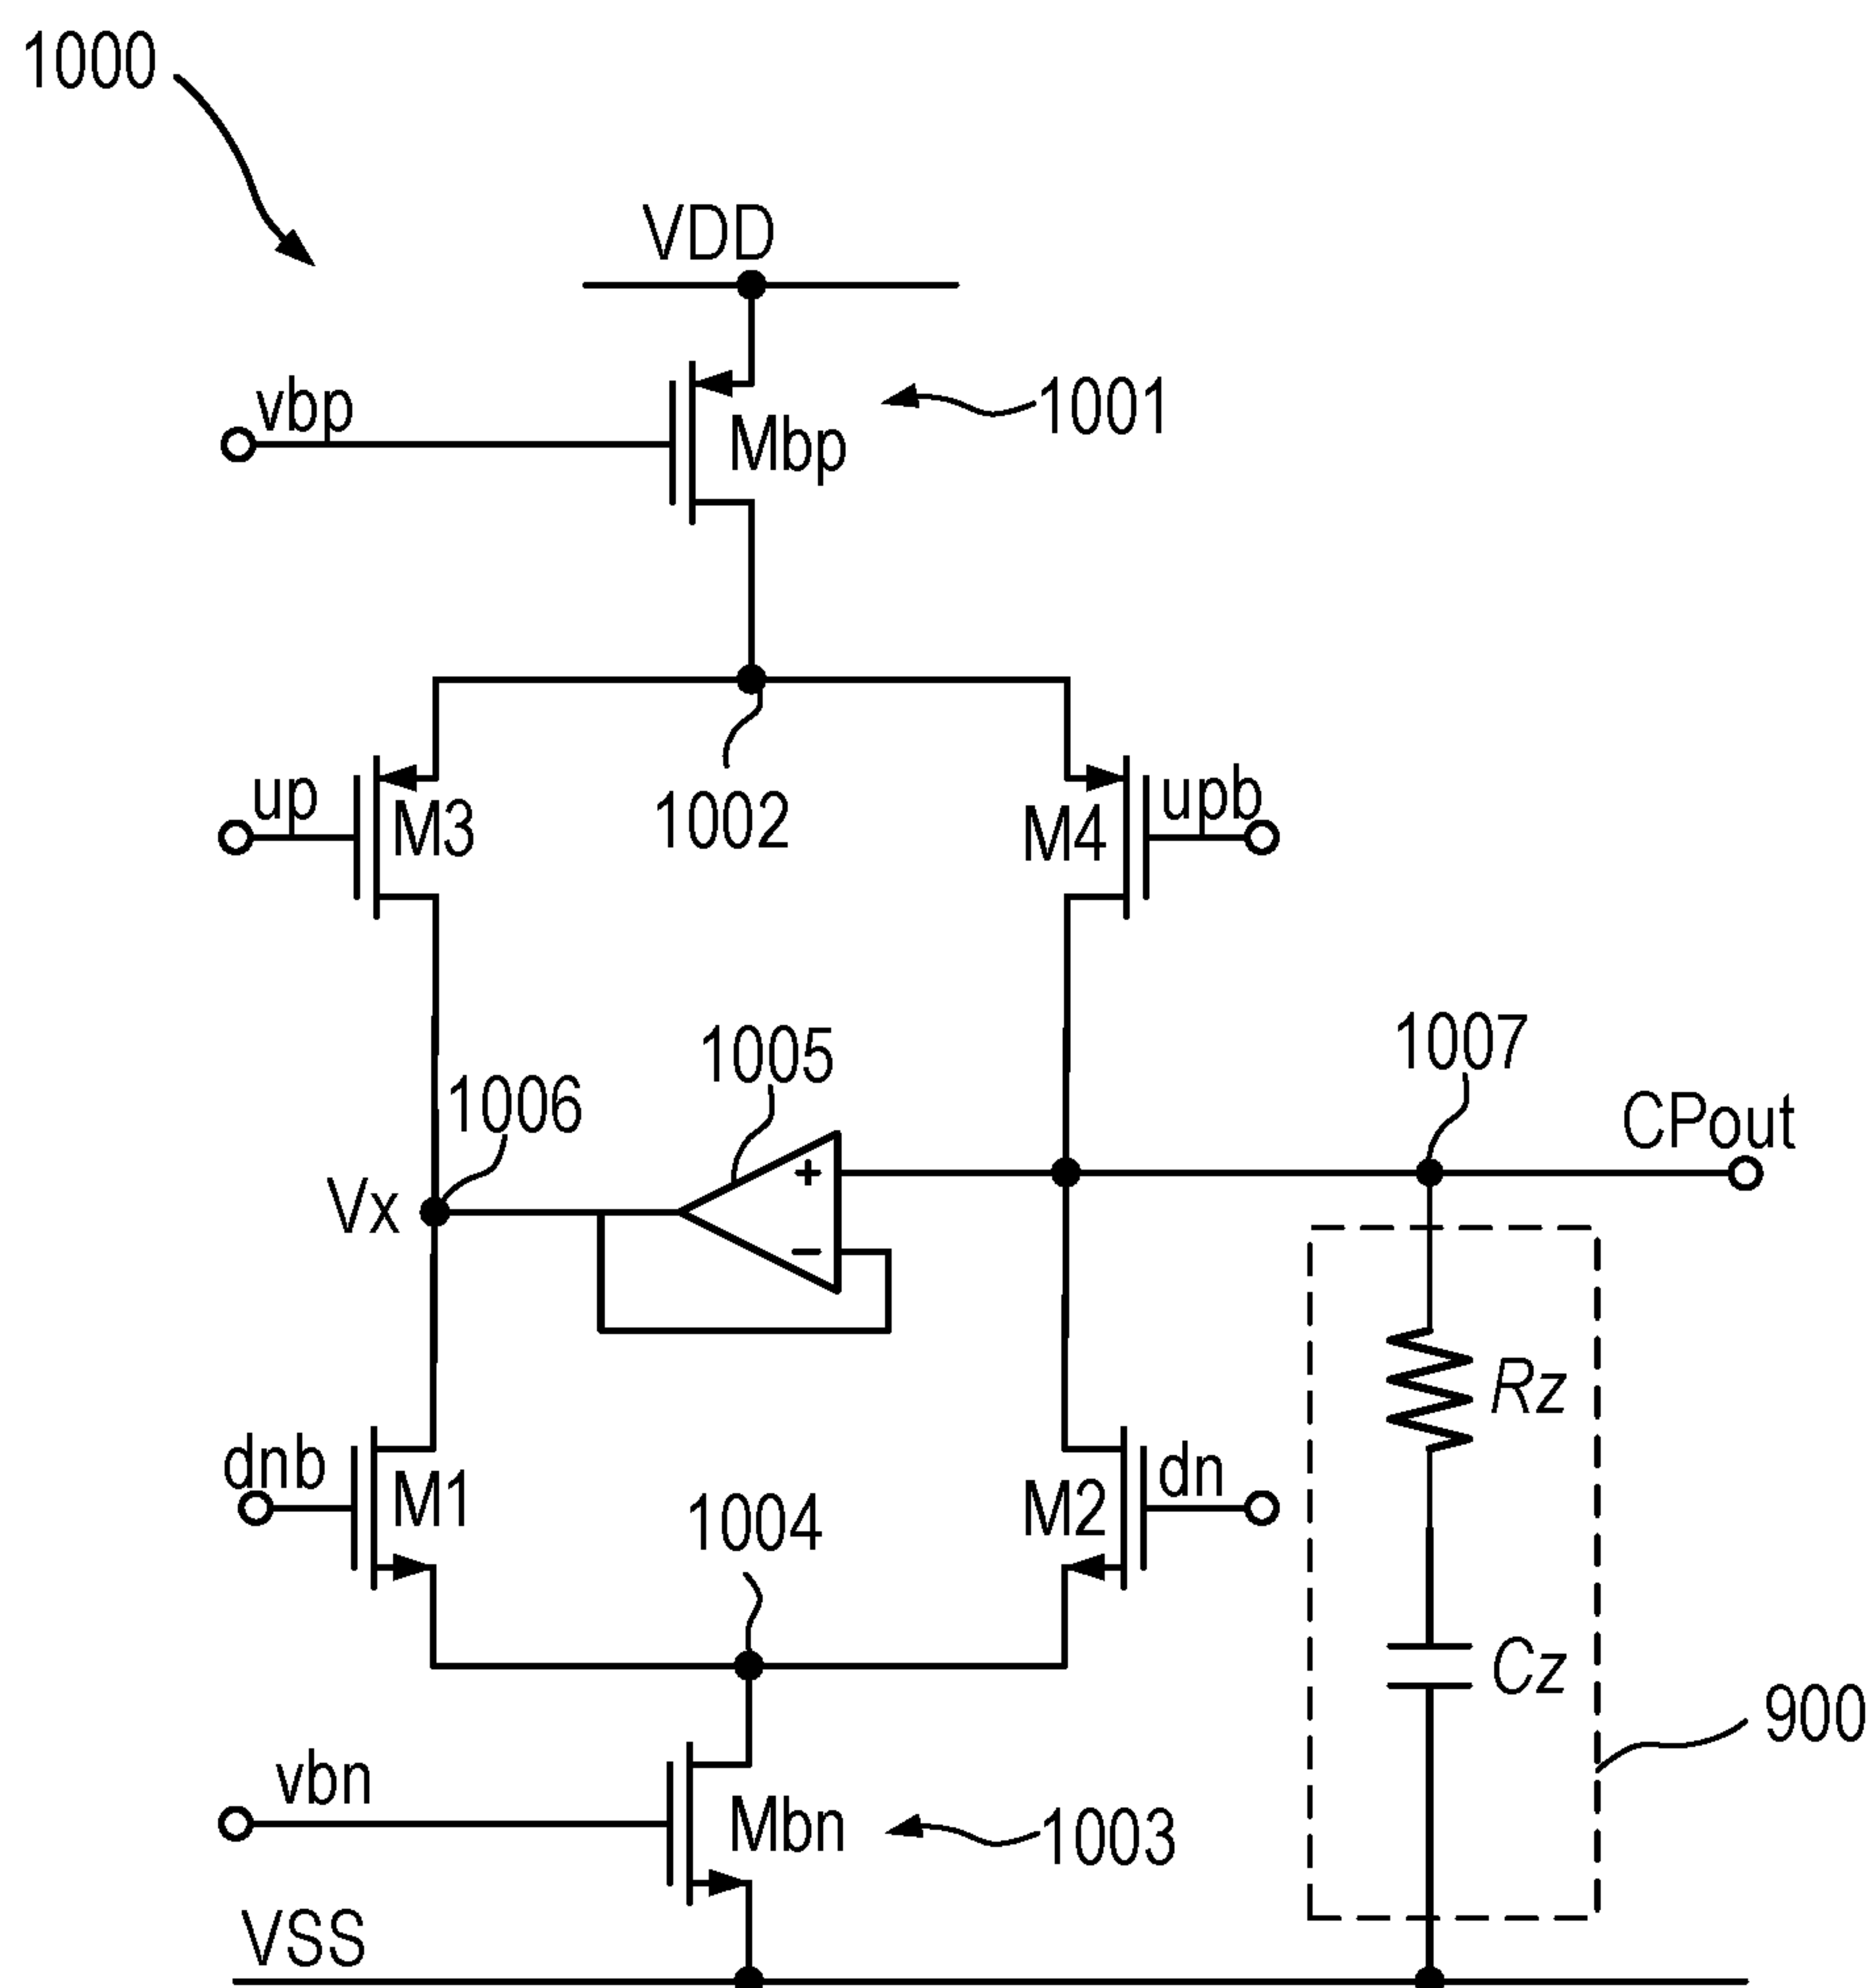 1000
VDD
vbp
Mbp
1001
up
M3
1002
M4
upb
1005
1007
1006
CPout
Vx
+
−
Rz
dnb
M1
1004
M2
dn
Cz
900
vbn
Mbn
1003
VSS